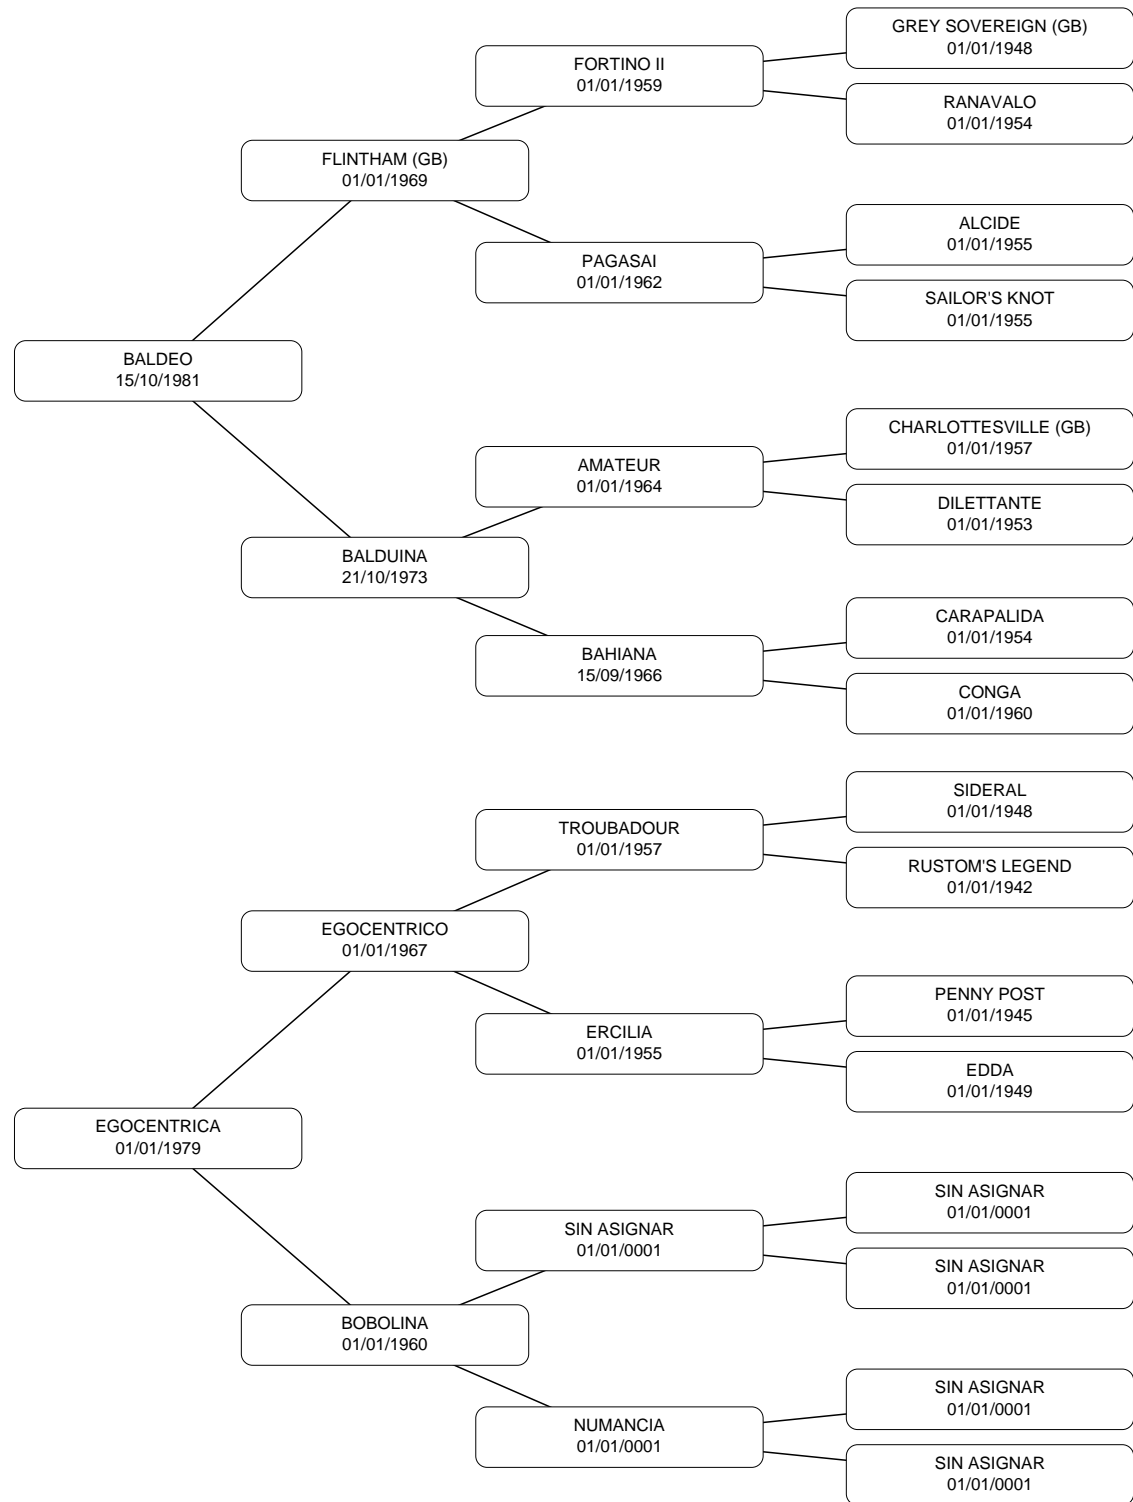 GREY SOVEREIGN (GB)
01/01/1948
FORTINO II
01/01/1959
RANAVALO
01/01/1954
FLINTHAM (GB)
01/01/1969
ALCIDE
01/01/1955
PAGASAI
01/01/1962
SAILOR'S KNOT
01/01/1955
BALDEO
15/10/1981
CHARLOTTESVILLE (GB)
01/01/1957
AMATEUR
01/01/1964
DILETTANTE
01/01/1953
BALDUINA
21/10/1973
CARAPALIDA
01/01/1954
BAHIANA
15/09/1966
CONGA
01/01/1960
SIDERAL
01/01/1948
TROUBADOUR
01/01/1957
RUSTOM'S LEGEND
01/01/1942
EGOCENTRICO
01/01/1967
PENNY POST
01/01/1945
ERCILIA
01/01/1955
EDDA
01/01/1949
EGOCENTRICA
01/01/1979
SIN ASIGNAR
01/01/0001
SIN ASIGNAR
01/01/0001
SIN ASIGNAR
01/01/0001
BOBOLINA
01/01/1960
SIN ASIGNAR
01/01/0001
NUMANCIA
01/01/0001
SIN ASIGNAR
01/01/0001